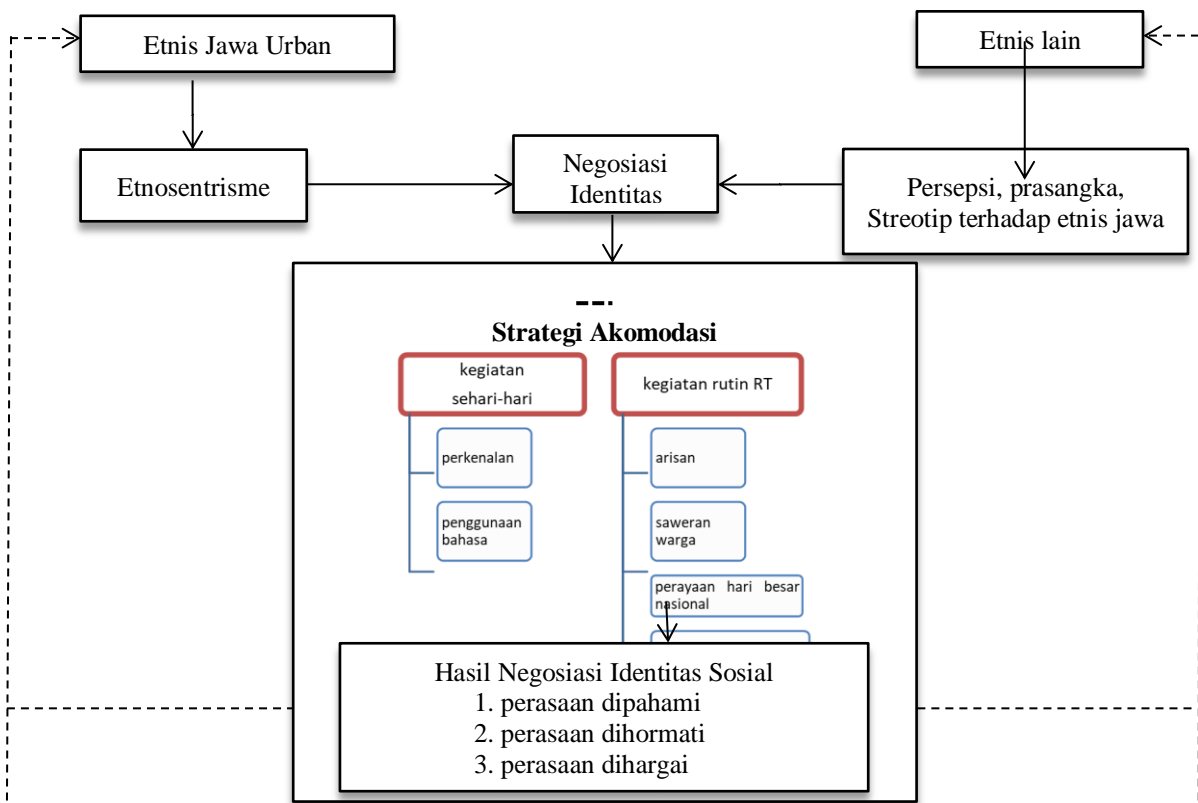 Etnis Jawa Urban
Etnis lain
Etnosentrisme
Negosiasi
Identitas
Persepsi, prasangka,
Streotip terhadap etnis jawa
Strategi Akomodasi
kegiatan
sehari-hari
kegiatan rutin RT
perkenalan
arisan
penggunaan
bahasa
saweran
warga
perayaan hari besar
nasional
Hasil Negosiasi Identitas Sosial
1. perasaan dipahami
2. perasaan dihormati
3. perasaan dihargai